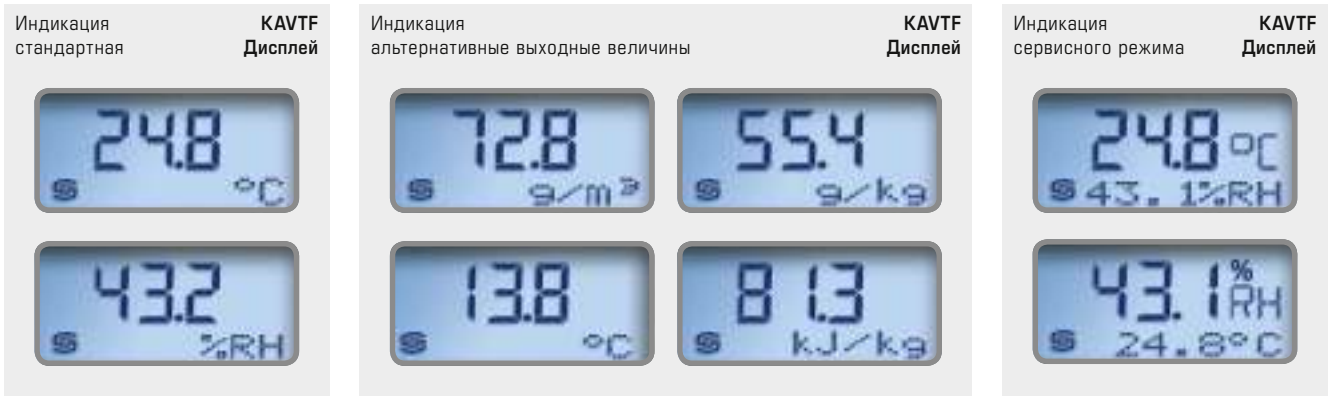 Индикация KAVTF
стандартная Дисплей
24.8
°C
43.2
%RH
Индикация KAVTF
альтернативные выходные величины Дисплей
72.8
g/m³
55.4
g/kg
13.8
°C
81.3
kJ/kg
Индикация KAVTF
сервисного режима Дисплей
24.8 °C
43.1%RH
43.1 % RH
24.8°C